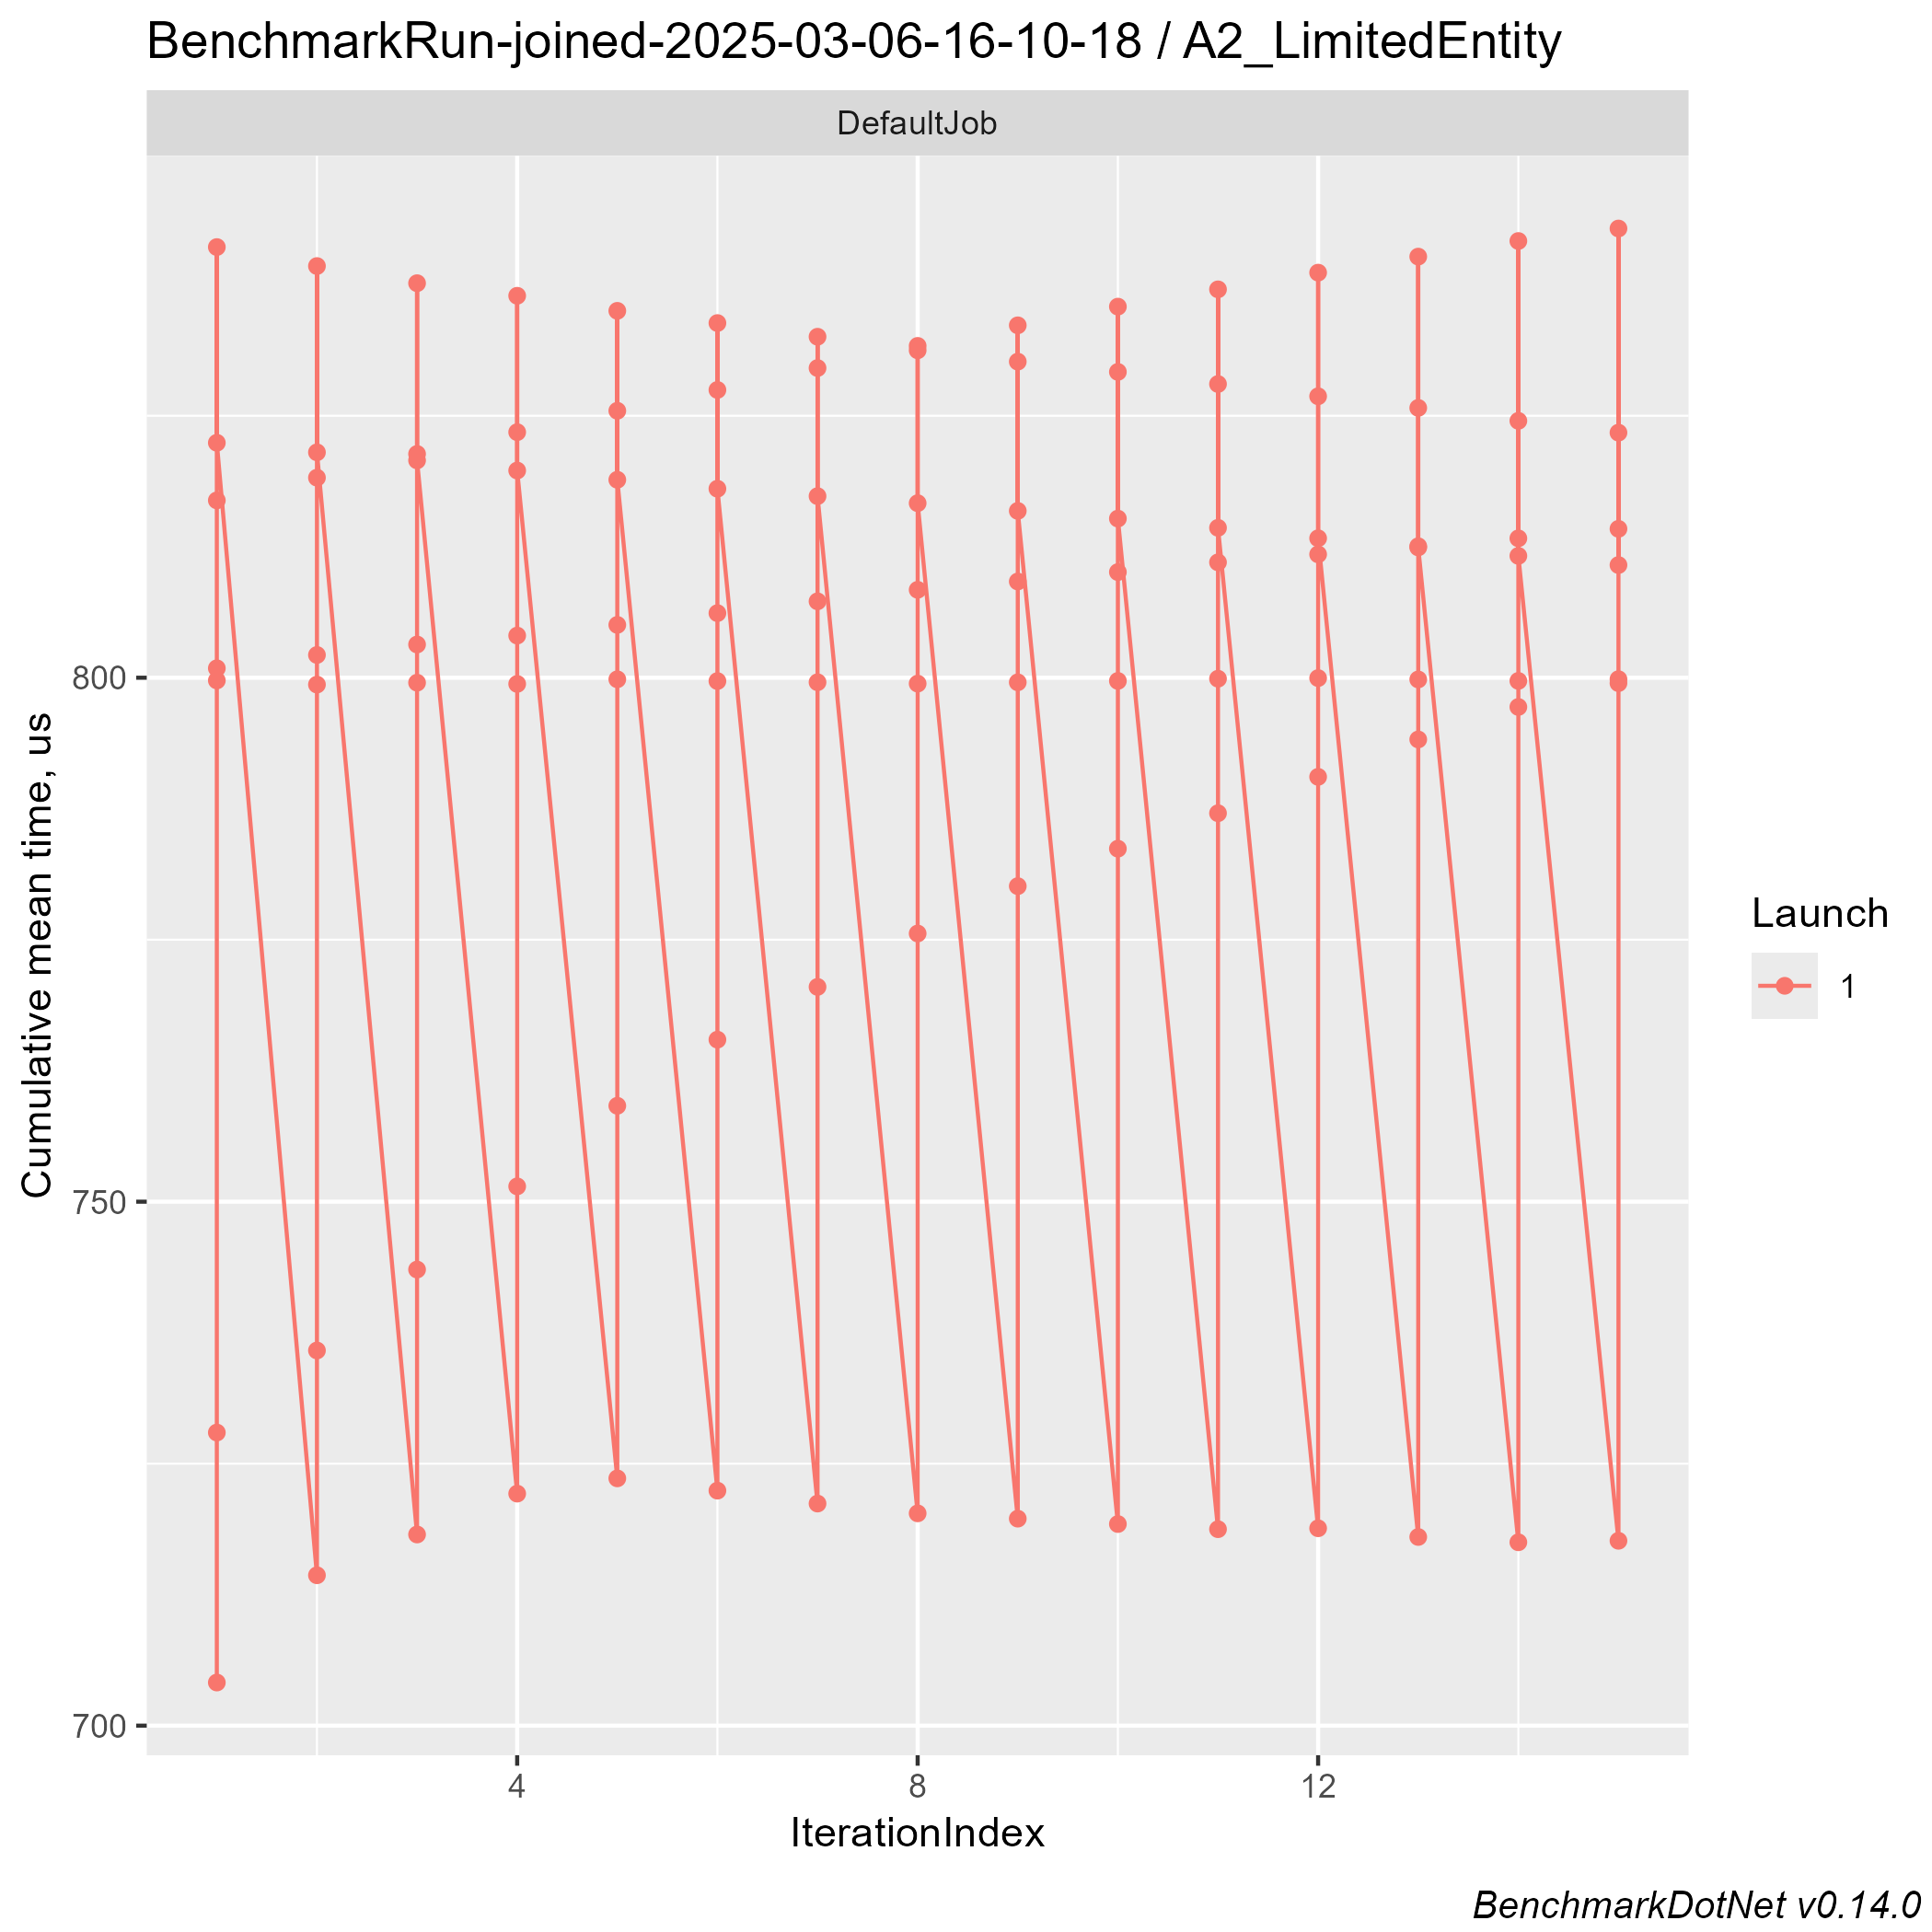 BenchmarkRun-joined-2025-03-06-16-10-18 / A2_LimitedEntity
DefaultJob
Cumulative mean time, us
800
750
700
4
8
12
IterationIndex
Launch
1
BenchmarkDotNet v0.14.0